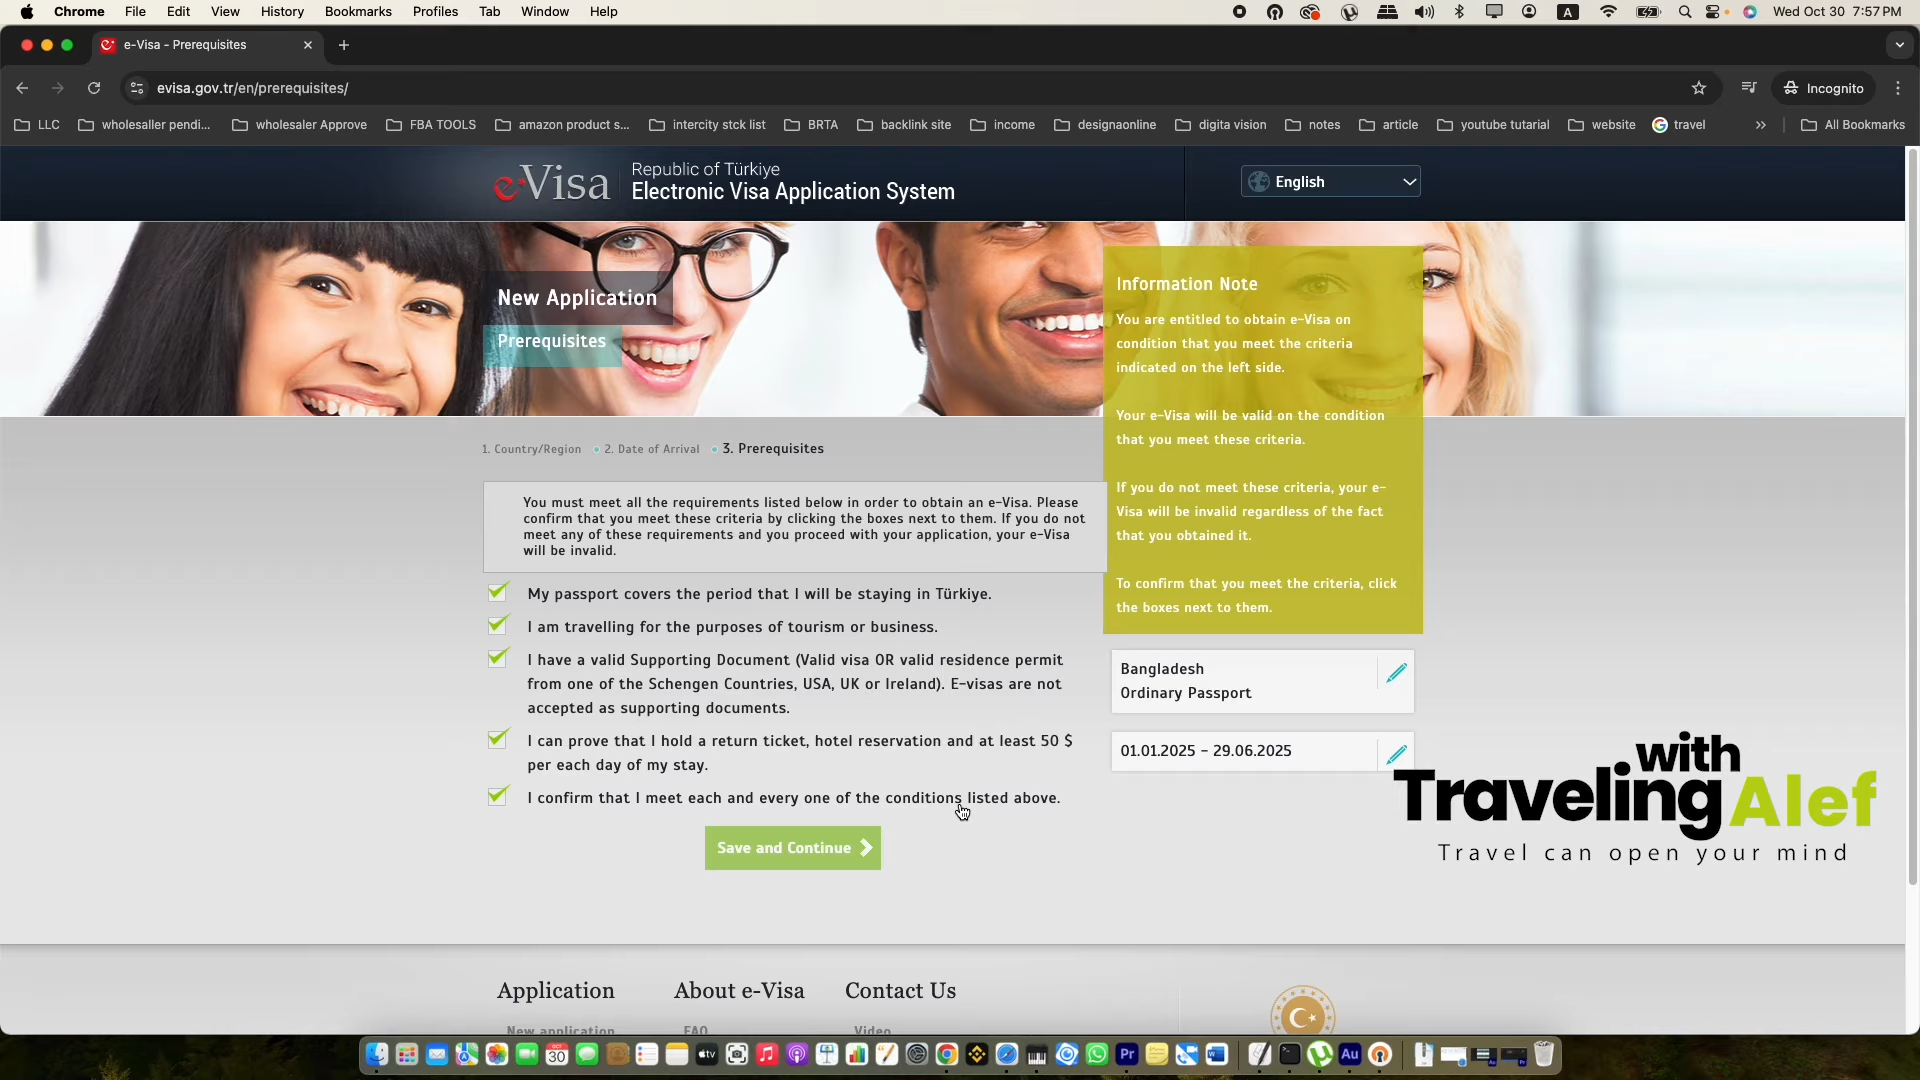 Chrome File Edit View History Bookmarks Profiles Tab Window Help
A
Wed Oct 30 7:57 PM
e-Visa - Prerequisites
evisa.gov.tr/en/prerequisites/
Incognito
LLC
wholesaller pendi...
wholesaler Approve
FBA TOOLS
amazon product s...
intercity stck list
BRTA
backlink site
income
designaonline
digita vision
notes
article
youtube tutarial
website
travel
All Bookmarks
e-Visa
Republic of Türkiye
Electronic Visa Application System
English
New Application
Prerequisites
Information Note
You are entitled to obtain e-Visa on
condition that you meet the criteria
indicated on the left side.
Your e-Visa will be valid on the condition
that you meet these criteria.
If you do not meet these criteria, your e-
Visa will be invalid regardless of the fact
that you obtained it.
To confirm that you meet the criteria, click
the boxes next to them.
1. Country/Region
2. Date of Arrival
3. Prerequisites
You must meet all the requirements listed below in order to obtain an e-Visa. Please
confirm that you meet these criteria by clicking the boxes next to them. If you do not
meet any of these requirements and you proceed with your application, your e-Visa
will be invalid.
My passport covers the period that I will be staying in Türkiye.
I am travelling for the purposes of tourism or business.
I have a valid Supporting Document (Valid visa OR valid residence permit
from one of the Schengen Countries, USA, UK or Ireland). E-visas are not
accepted as supporting documents.
I can prove that I hold a return ticket, hotel reservation and at least 50 $
per each day of my stay.
I confirm that I meet each and every one of the conditions listed above.
Save and Continue
Bangladesh
Ordinary Passport
01.01.2025 - 29.06.2025
with
Traveling Alef
Travel can open your mind
Application
About e-Visa
Contact Us
New application
FAQ
Video
OCT
30
tv
Pr
W
Au